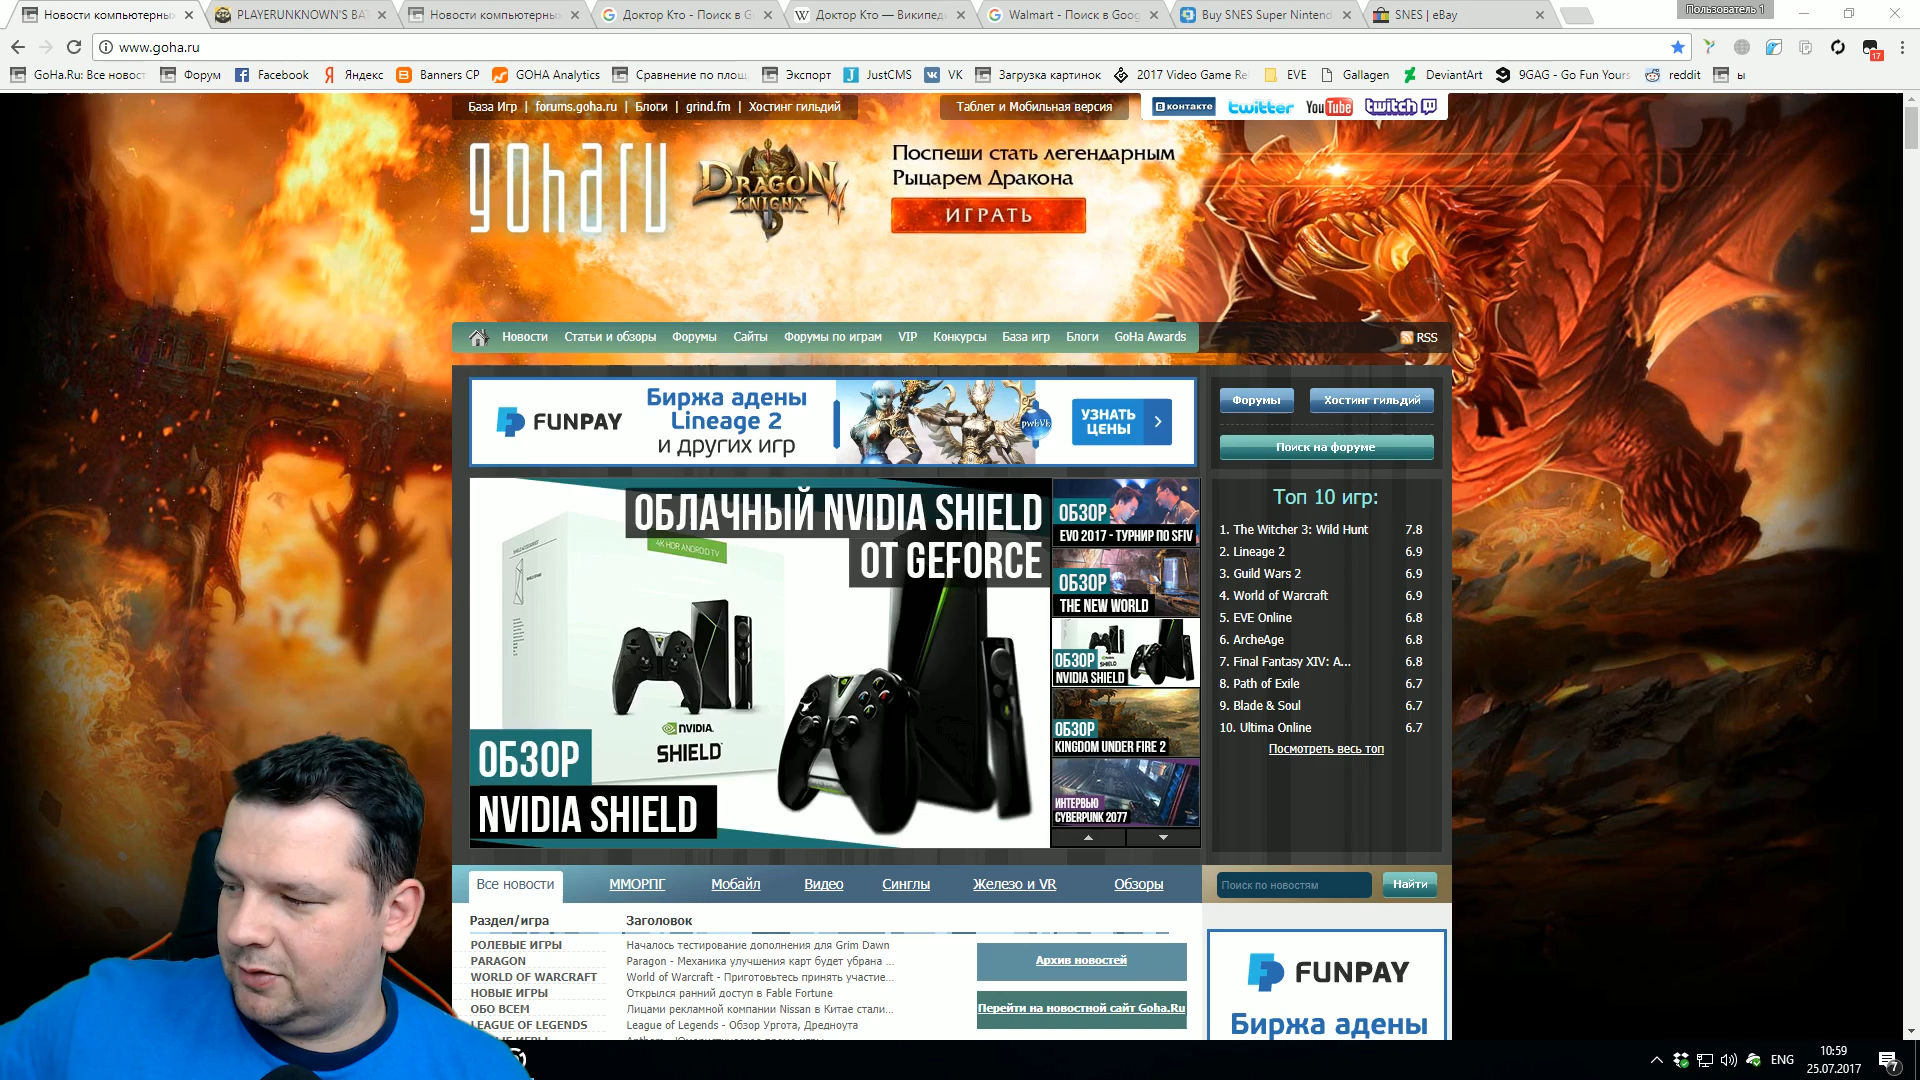 Новости компьютерны
PLAYERUNKNOWN'S BA
Новости компьютерны
Доктор Кто - Поиск в G
Доктор Кто — Википед
Walmart - Поиск в Goog
Buy SNES Super Nintend
SNES | eBay
Пользователь 1
www.goha.ru
17
GoHa.Ru: Все новост
Форум
Facebook
Яндекс
Banners CP
GOHA Analytics
Сравнение по площ
Экспорт
JustCMS
VK
Загрузка картинок
2017 Video Game Re
EVE
Gallagen
DeviantArt
9GAG - Go Fun Yours
reddit
ы
База Игр | forums.goha.ru | Блоги | grind.fm | Хостинг гильдий
Таблет и Мобильная версия
В контакте
twitter
YouTube
twitch
goharu
DRAGON
KNIGHT
Поспеши стать легендарным
Рыцарем Дракона
ИГРАТЬ
Новости
Статьи и обзоры
Форумы
Сайты
Форумы по играм
VIP
Конкурсы
База игр
Блоги
GoHa Awards
RSS
FUNPAY
Биржа адены
Lineage 2
и других игр
УЗНАТЬ
ЦЕНЫ
Форумы
Хостинг гильдий
Поиск на форуме
ОБЛАЧНЫЙ NVIDIA SHIELD
ОТ GEFORCE
4K HDR ANDROID TV
NVIDIA.
SHIELD
ОБЗОР
NVIDIA SHIELD
ОБЗОР
EVO 2017 - ТУРНИР ПО SFIV
ОБЗОР
THE NEW WORLD
ОБЗОР
NVIDIA SHIELD
ОБЗОР
KINGDOM UNDER FIRE 2
ИНТЕРВЬЮ
CYBERPUNK 2077
Топ 10 игр:
1. The Witcher 3: Wild Hunt 7.8
2. Lineage 2 6.9
3. Guild Wars 2 6.9
4. World of Warcraft 6.9
5. EVE Online 6.8
6. ArcheAge 6.8
7. Final Fantasy XIV: A... 6.8
8. Path of Exile 6.7
9. Blade & Soul 6.7
10. Ultima Online 6.7
Посмотреть весь топ
Все новости
ММОРПГ
Мобайл
Видео
Синглы
Железо и VR
Обзоры
Поиск по новостям
Найти
Раздел/игра Заголовок
РОЛЕВЫЕ ИГРЫ Началось тестирование дополнения для Grim Dawn
PARAGON Paragon - Механика улучшения карт будет убрана ...
WORLD OF WARCRAFT World of Warcraft - Приготовьтесь принять участие...
НОВЫЕ ИГРЫ Открылся ранний доступ в Fable Fortune
ОБО ВСЕМ Лицами рекламной компании Nissan в Китае стали...
LEAGUE OF LEGENDS League of Legends - Обзор Ургота, Дредноута
Архив новостей
Перейти на новостной сайт Goha.Ru
FUNPAY
Биржа адены
ENG
10:59
25.07.2017
7